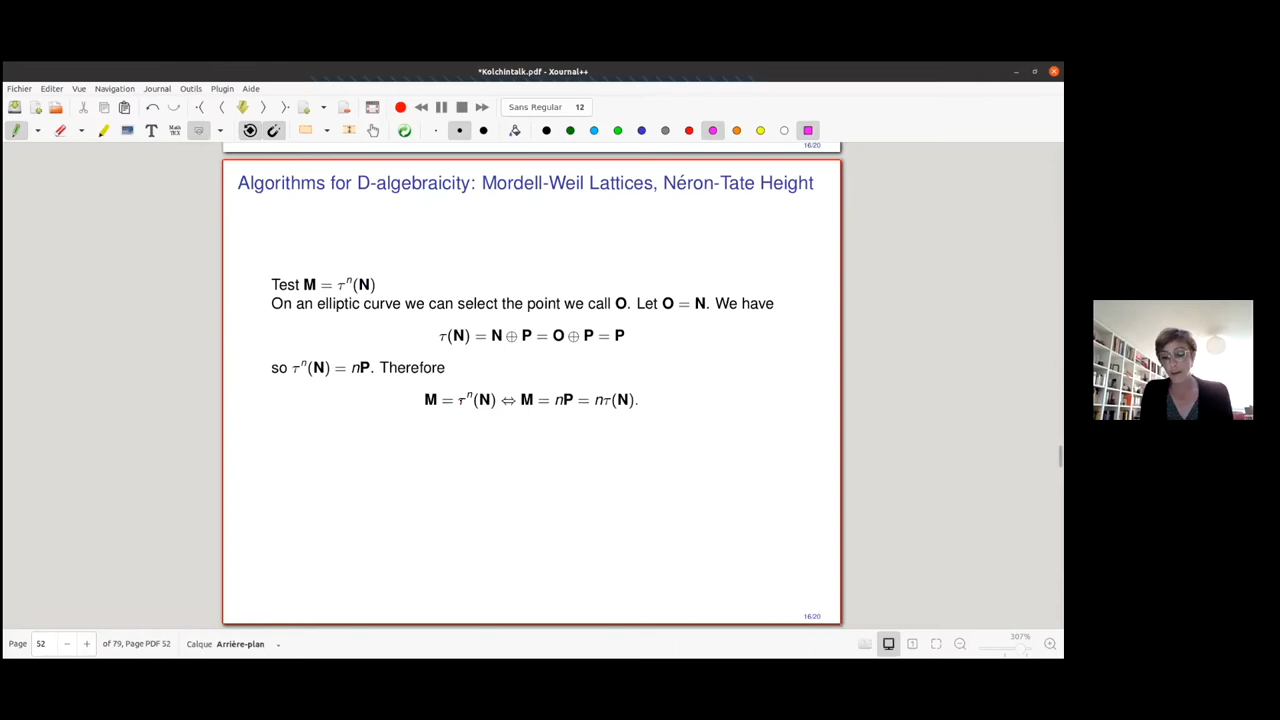 *Kolchintalk.pdf - Xournal++
Fichier Editer Vue Navigation Journal Outils Plugin Aide
Sans Regular 12
16/20
Algorithms for D-algebraicity: Mordell-Weil Lattices, Néron-Tate Height
Test M = τⁿ(N)
On an elliptic curve we can select the point we call O. Let O = N. We have
τ(N) = N ⊕ P = O ⊕ P = P
so τⁿ(N) = nP. Therefore
M = τⁿ(N) ⇔ M = nP = nτ(N).
16/20
Page 52 of 79, Page PDF 52 Calque Arrière-plan 307%